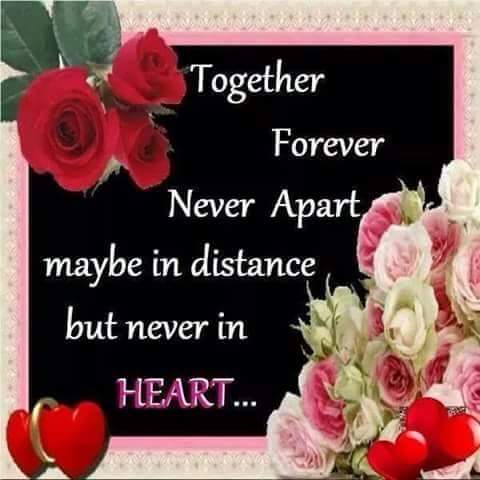 Together
Forever
Never Apart
maybe in distance
but never in
HEART...